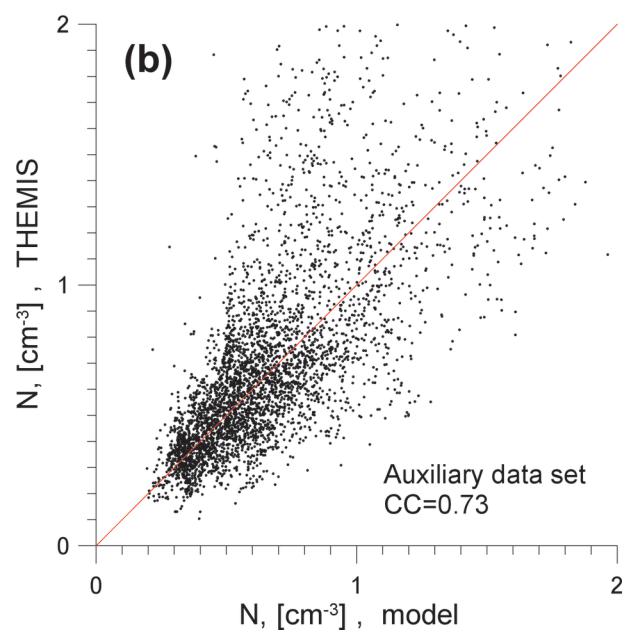 (b)
2
1
0
N, [cm-3] , THEMIS
Auxiliary data set
CC=0.73
0
1
2
N, [cm-3] , model